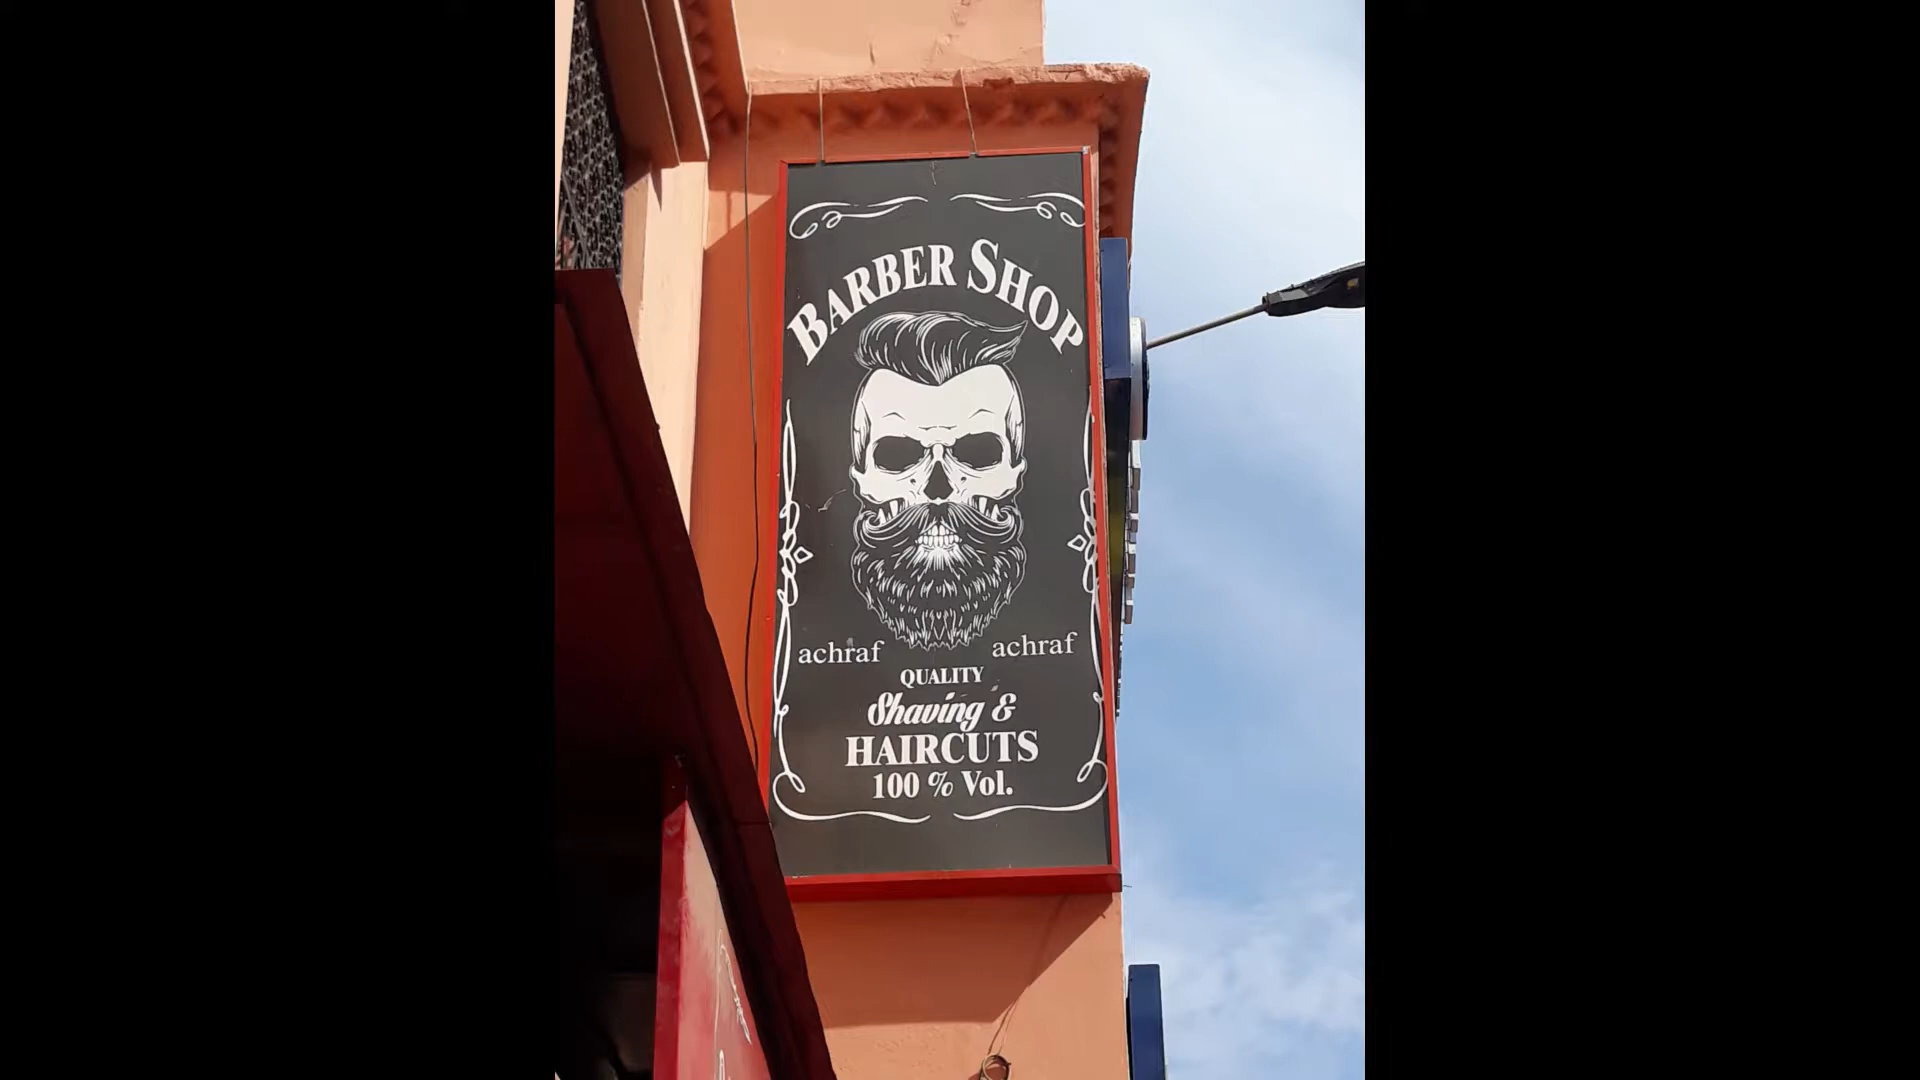 BARBER SHOP
achraf achraf
QUALITY
Shaving &
HAIRCUTS
100 % Vol.